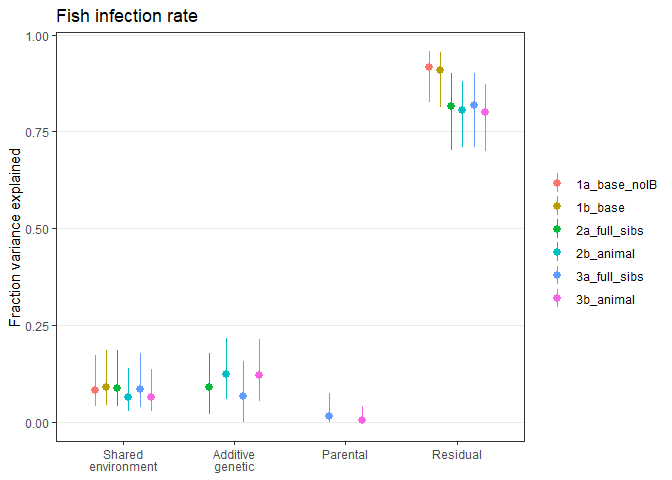 Fish infection rate
Fraction variance explained
1.00
0.75
0.50
0.25
0.00
Shared
environment
Additive
genetic
Parental
Residual
1a_base_noIB
1b_base
2a_full_sibs
2b_animal
3a_full_sibs
3b_animal